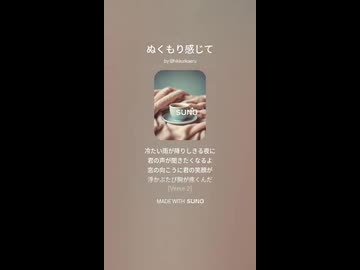 ぬくもり感じて
SUNO
冷たい雨が降りしきる夜に
君の声が聞きたくなるよ
窓の向こうに君の笑顔が
浮かぶたび胸が疼くんだ
[Verse 2]
MADE WITH SUNO